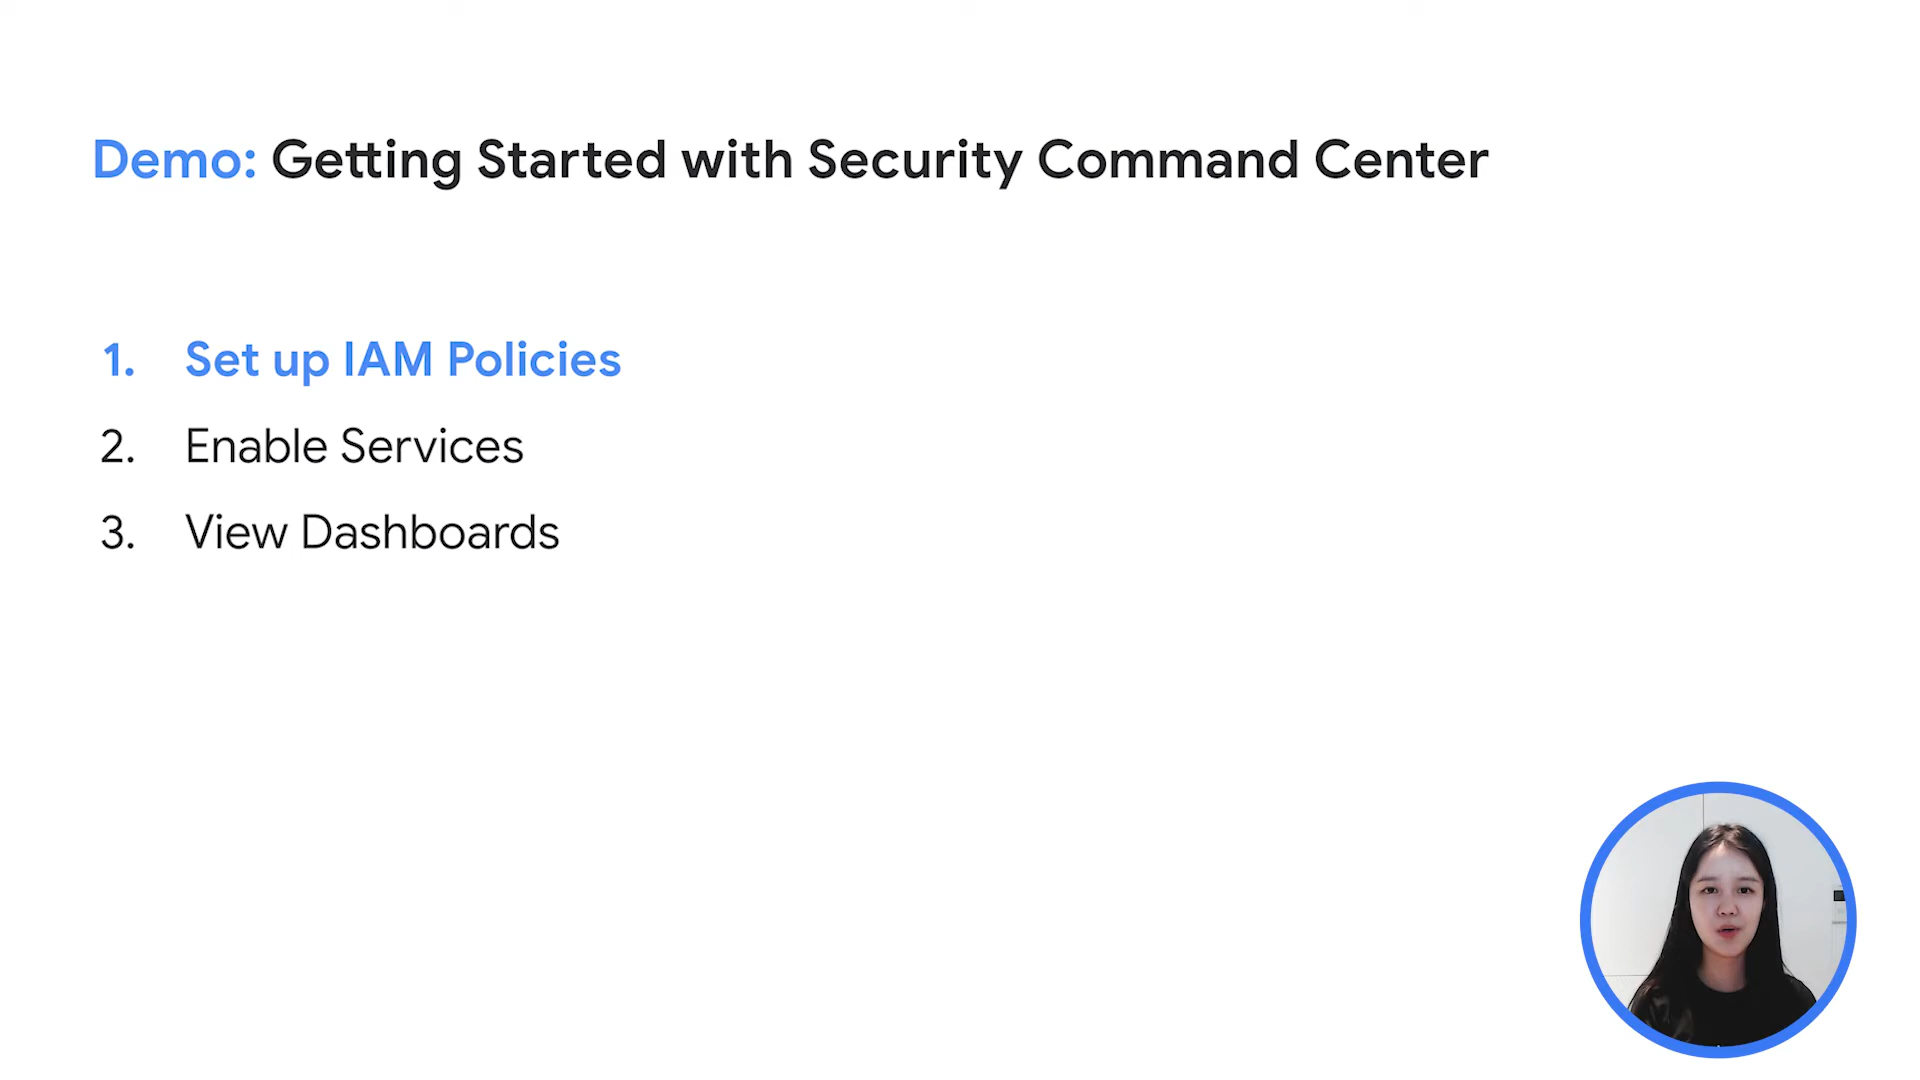 Demo: Getting Started with Security Command Center
1. Set up IAM Policies
2. Enable Services
3. View Dashboards